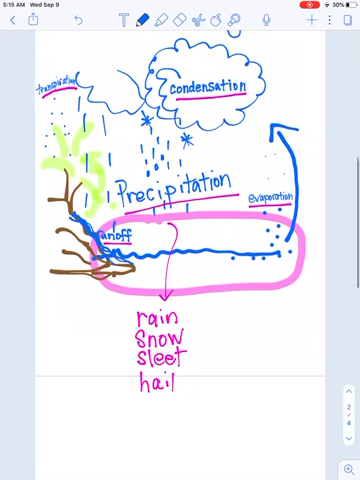 5:15 AM Wed Sep 9
30%
T
transpiration
condensation
Precipitation
evaporation
runoff
rain
snow
sleet
hail
2
/
4